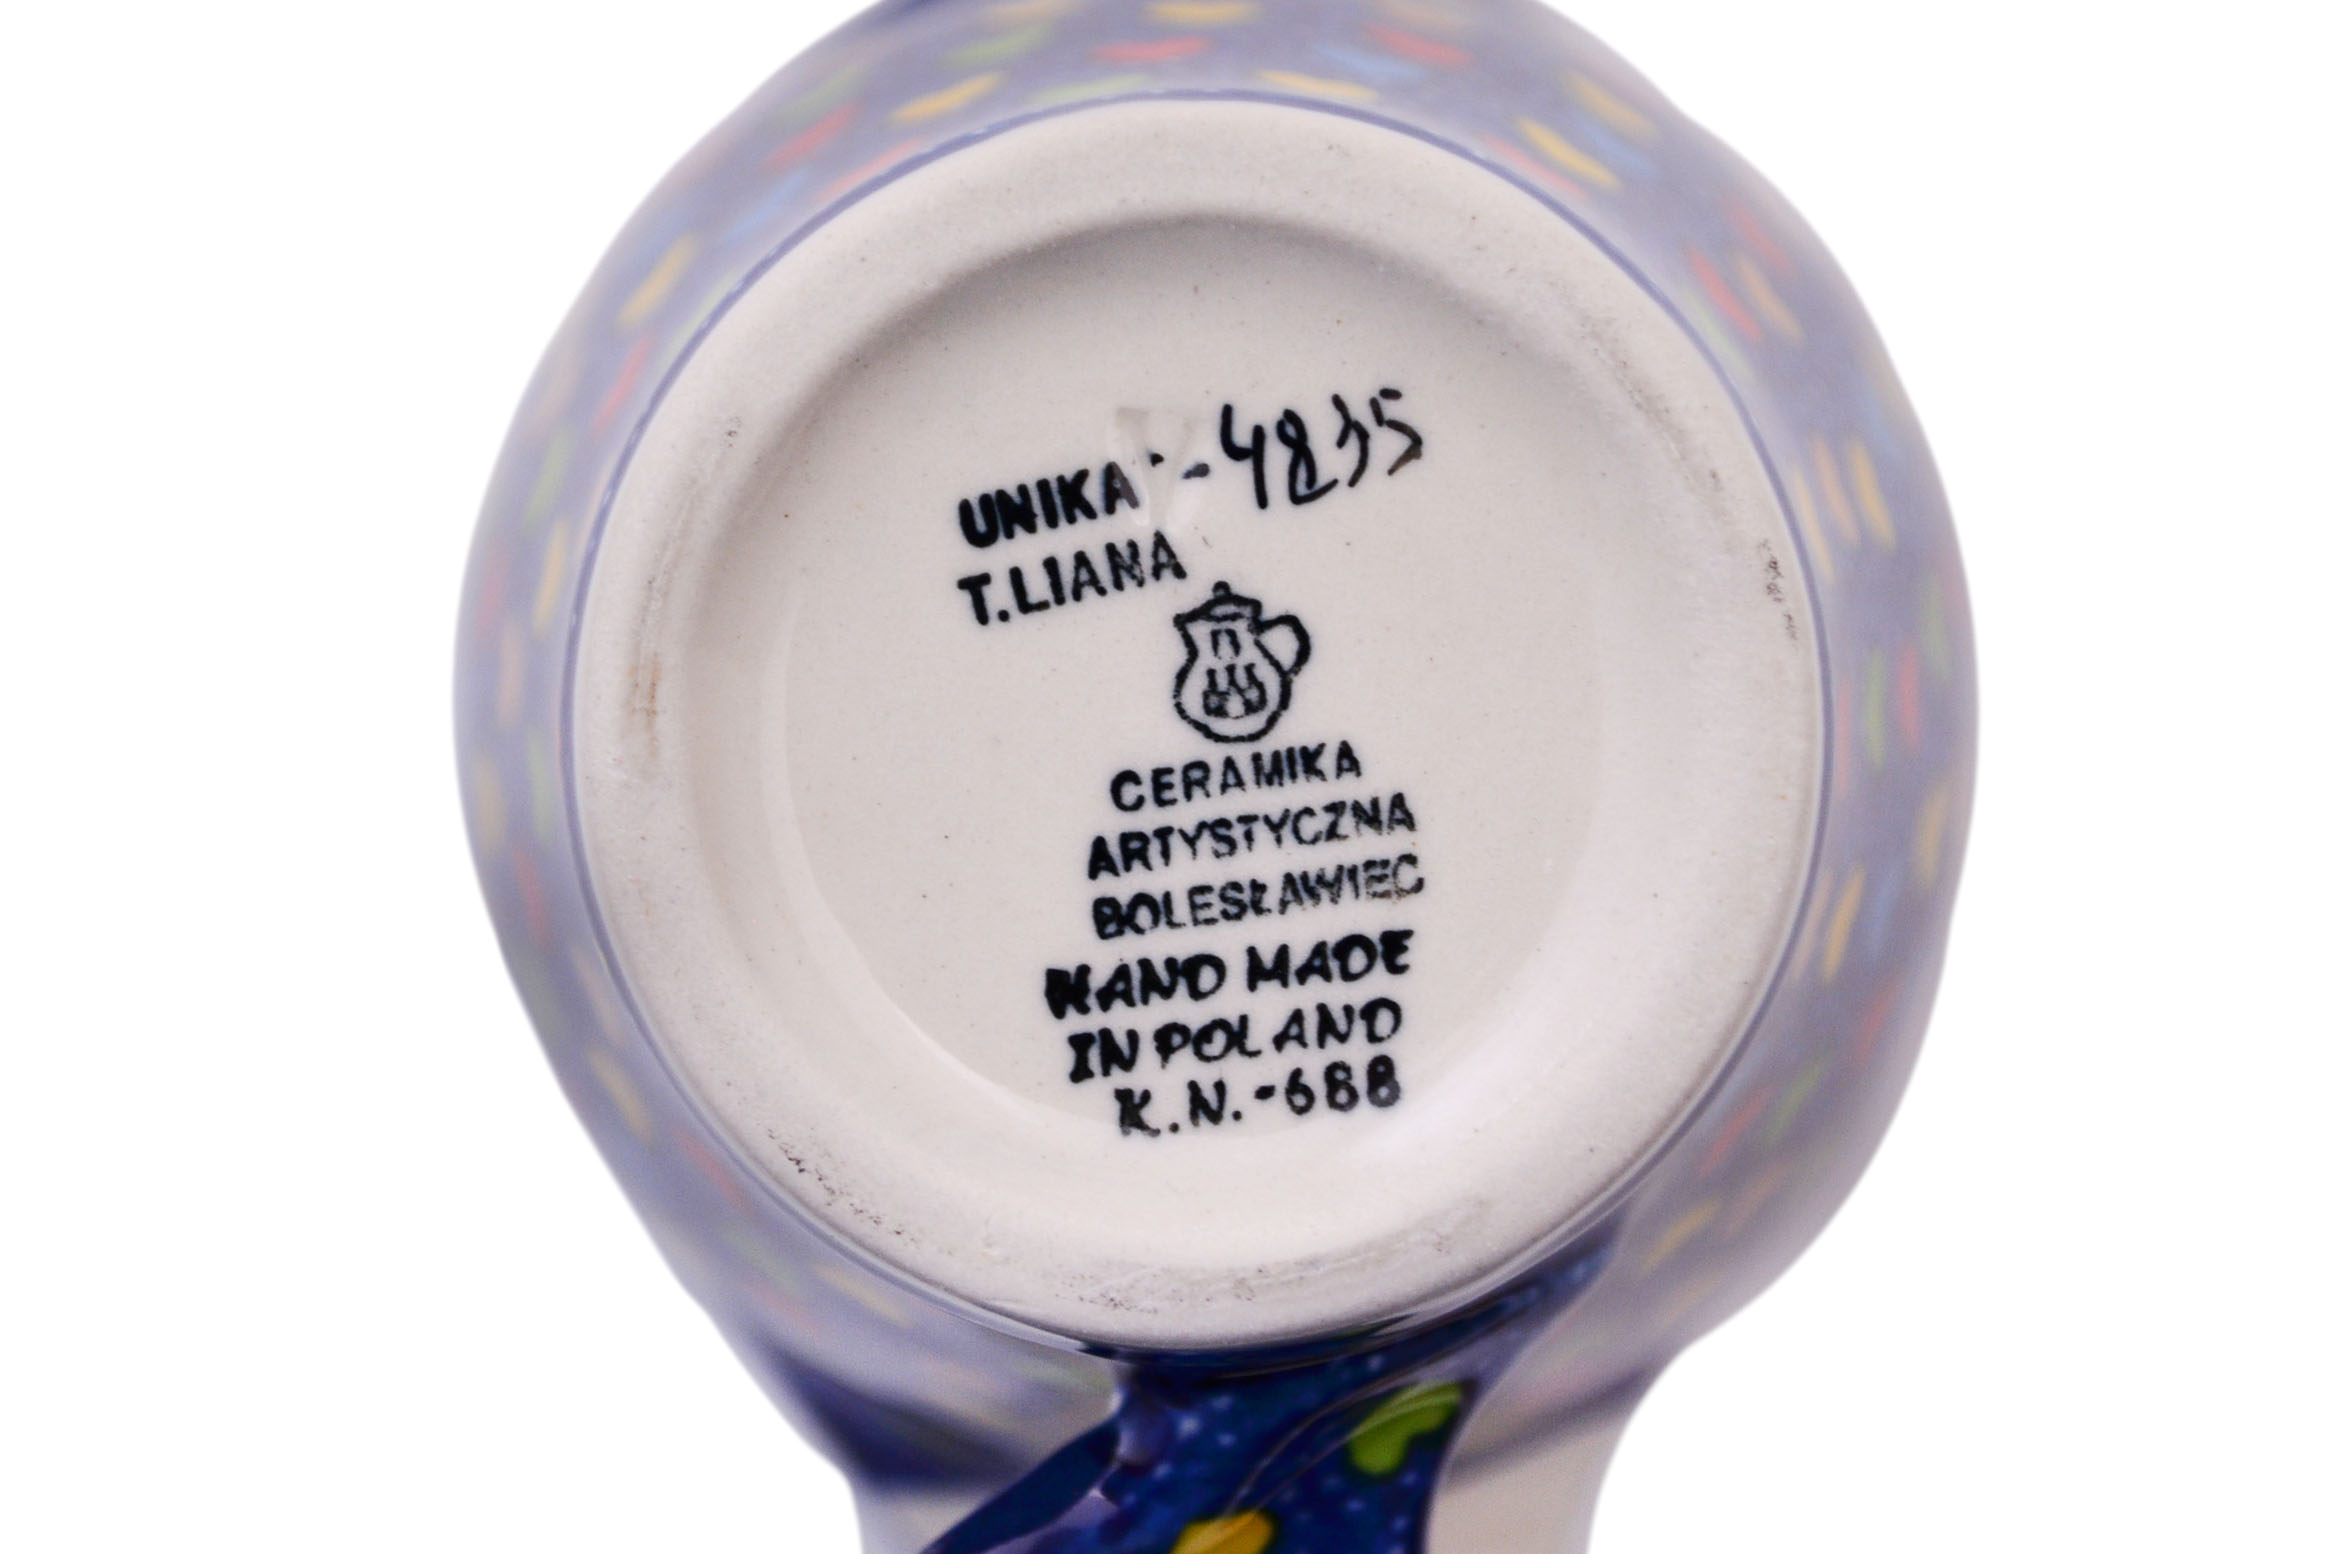 UNIKAT-4835
T.LIANA
CERAMIKA
ARTYSTYCZNA
BOLESŁAWIEC
HAND MADE
IN POLAND
K.N.-688